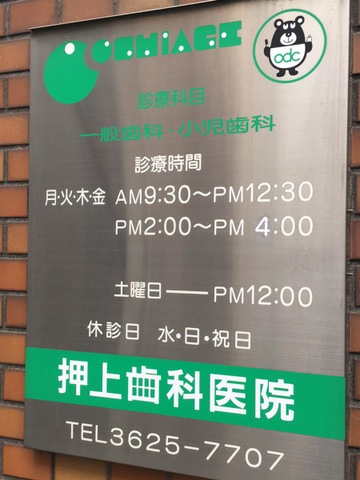 OSHIAGE
odc
診療科目
一般歯科・小児歯科
診療時間
月・火・木・金 AM9:30～PM12:30
PM2:00～PM 4:00
土曜日――PM12:00
休診日 水・日・祝日
押上歯科医院
TEL3625-7707